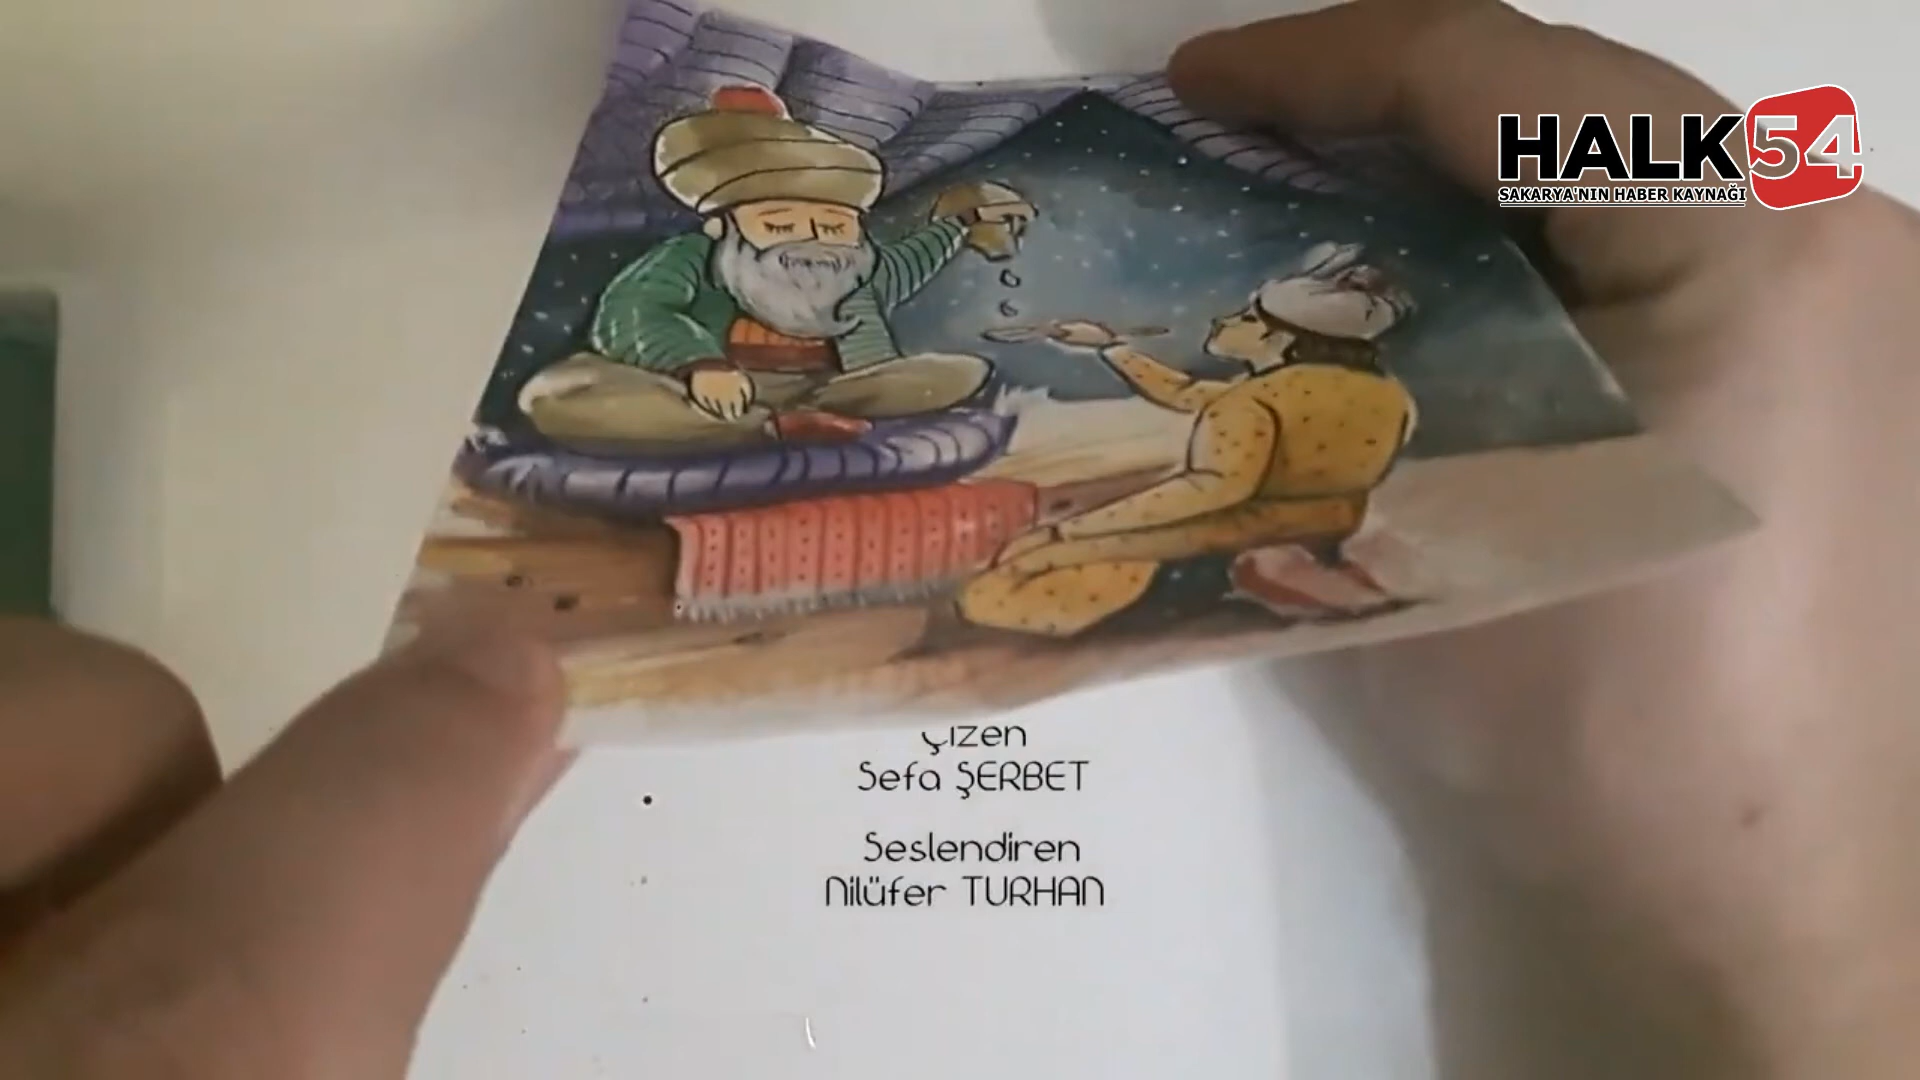 HALK54
SAKARYA'NIN HABER KAYNAĞI
Çizen
Sefa ŞERBET
Seslendiren
Nilüfer TURHAN